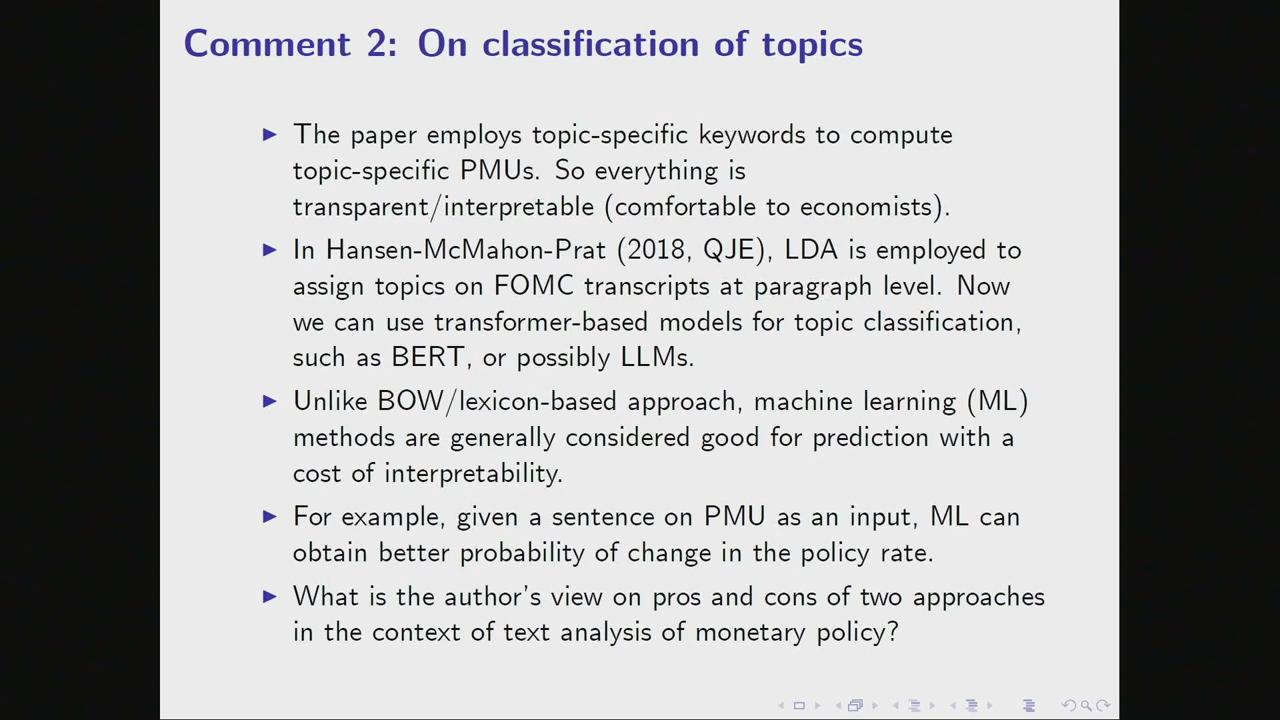 Comment 2: On classification of topics
The paper employs topic-specific keywords to compute
topic-specific PMUs. So everything is
transparent/interpretable (comfortable to economists).
In Hansen-McMahon-Prat (2018, QJE), LDA is employed to
assign topics on FOMC transcripts at paragraph level. Now
we can use transformer-based models for topic classification,
such as BERT, or possibly LLMs.
Unlike BOW/lexicon-based approach, machine learning (ML)
methods are generally considered good for prediction with a
cost of interpretability.
For example, given a sentence on PMU as an input, ML can
obtain better probability of change in the policy rate.
What is the author's view on pros and cons of two approaches
in the context of text analysis of monetary policy?